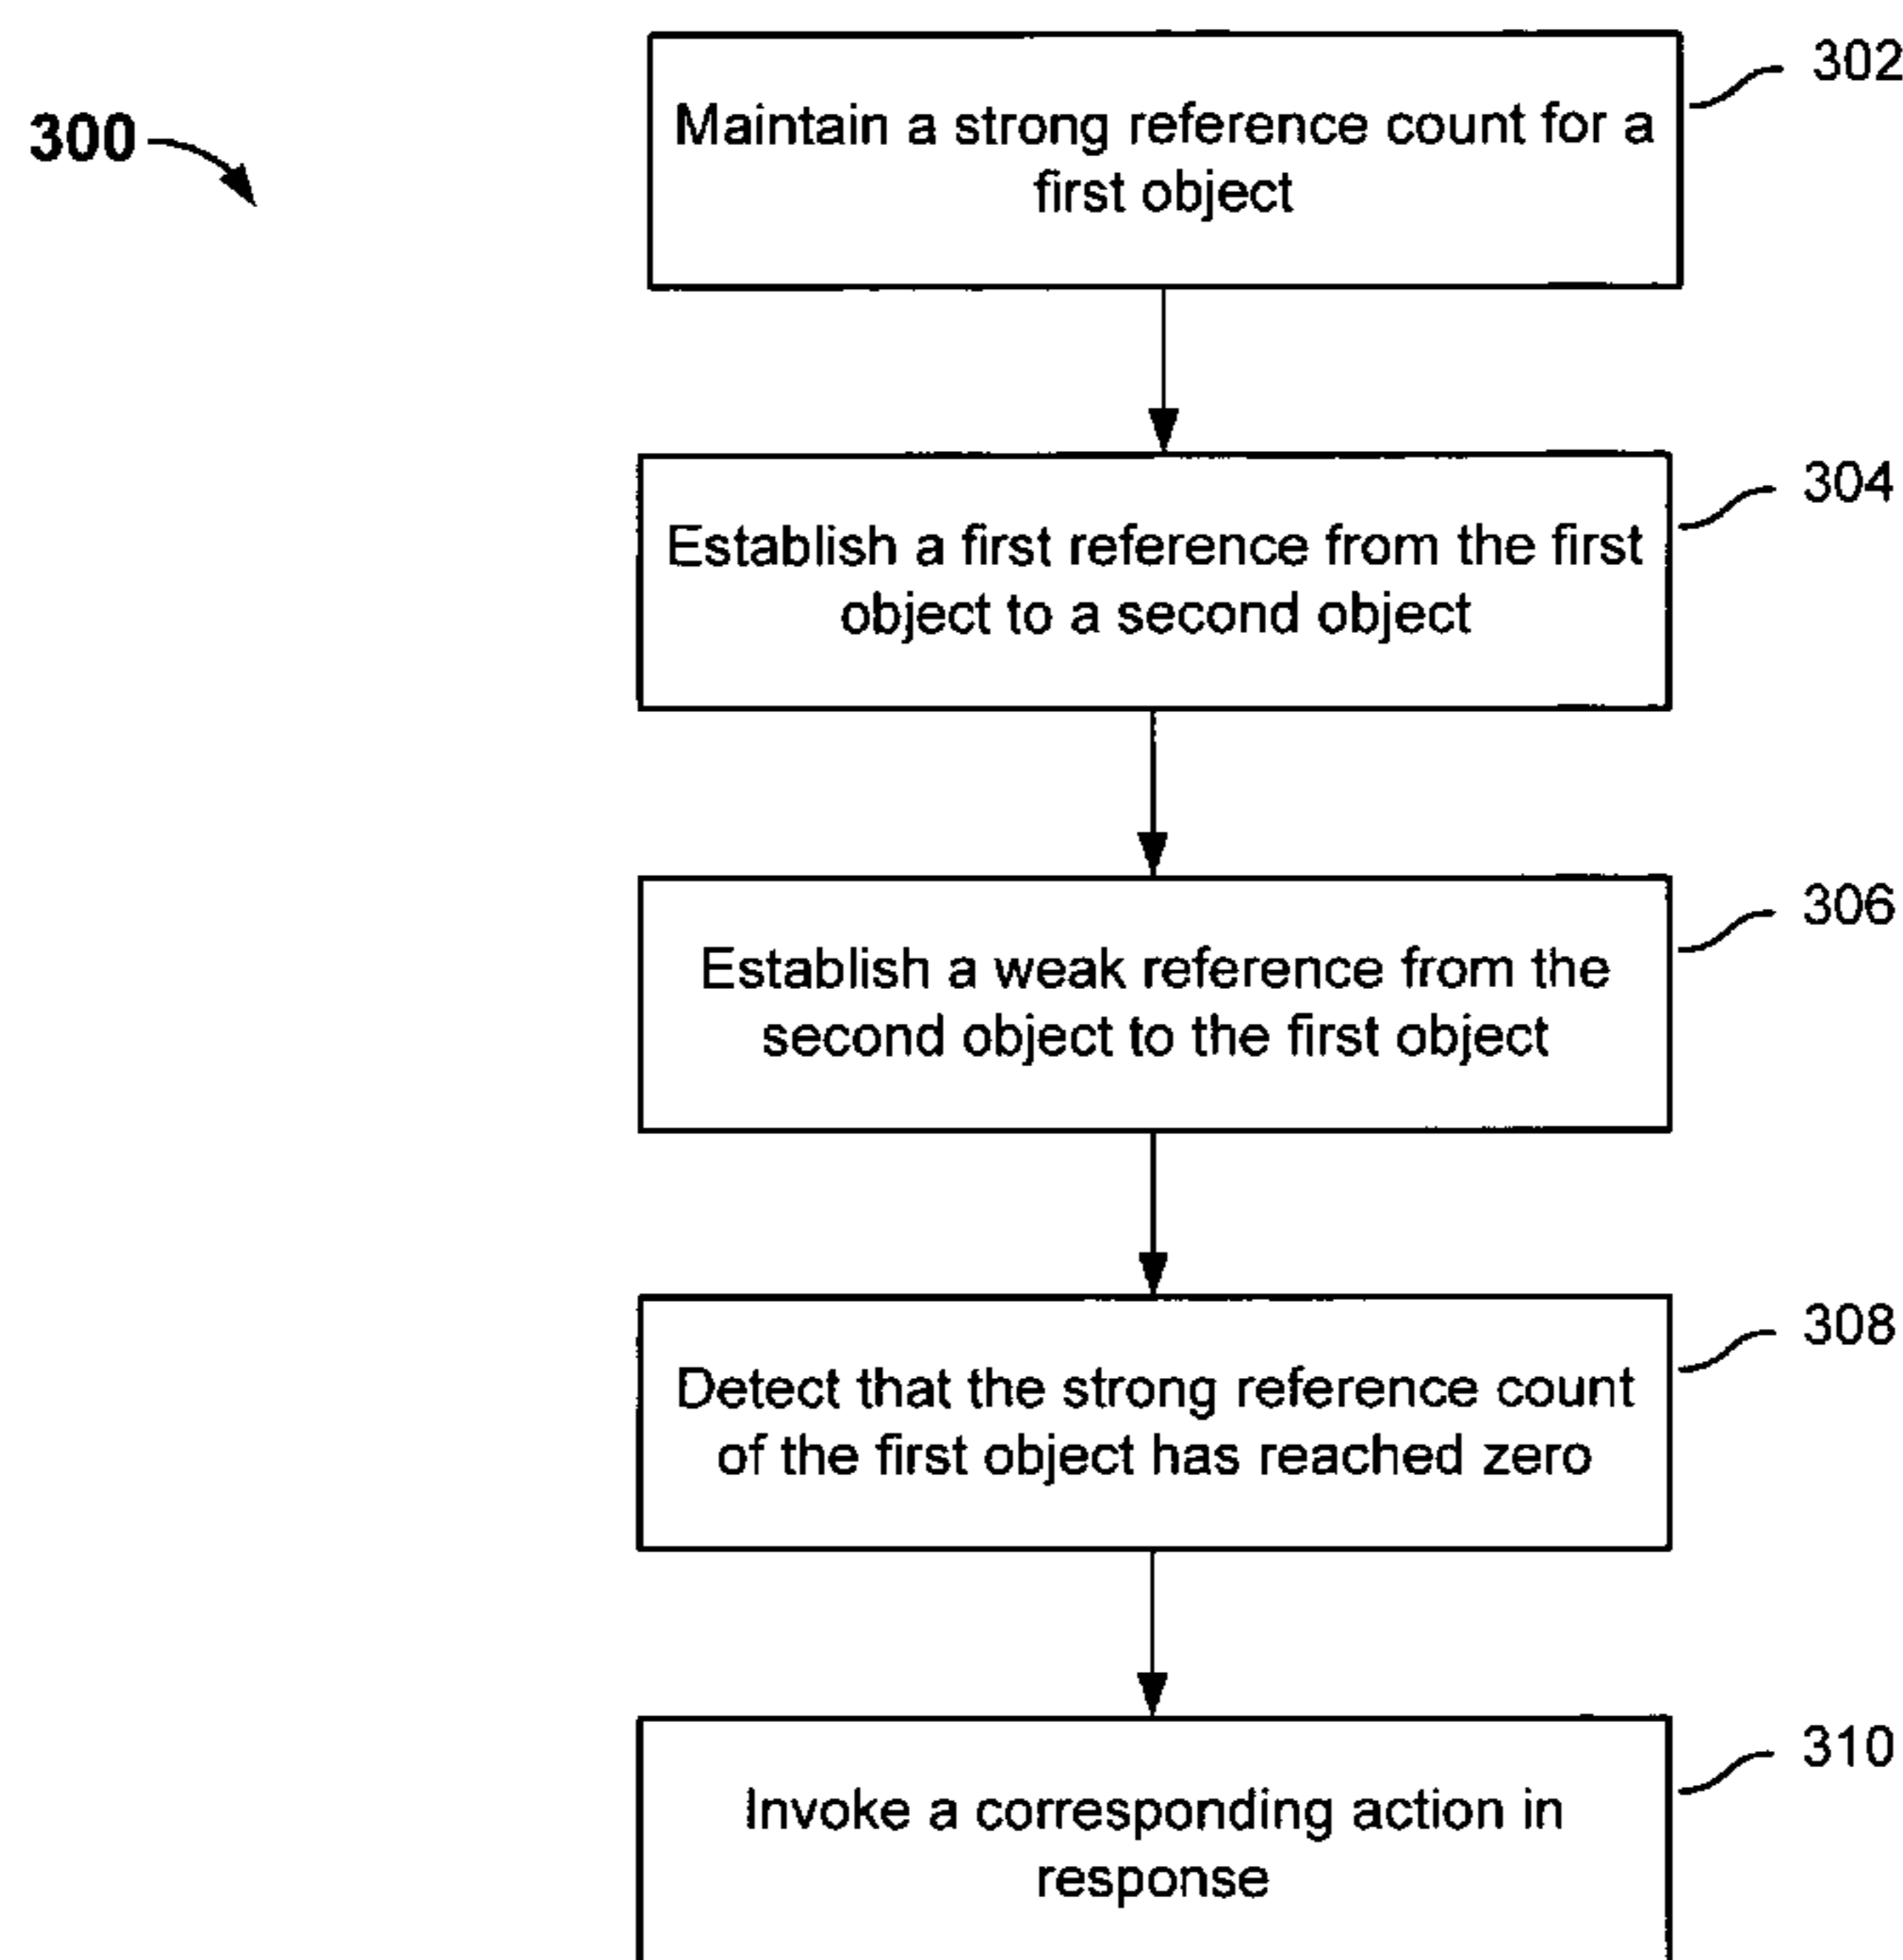 300
302
Maintain a strong reference count for a
first object
304
Establish a first reference from the first
object to a second object
306
Establish a weak reference from the
second object to the first object
308
Detect that the strong reference count
of the first object has reached zero
310
Invoke a corresponding action in
response